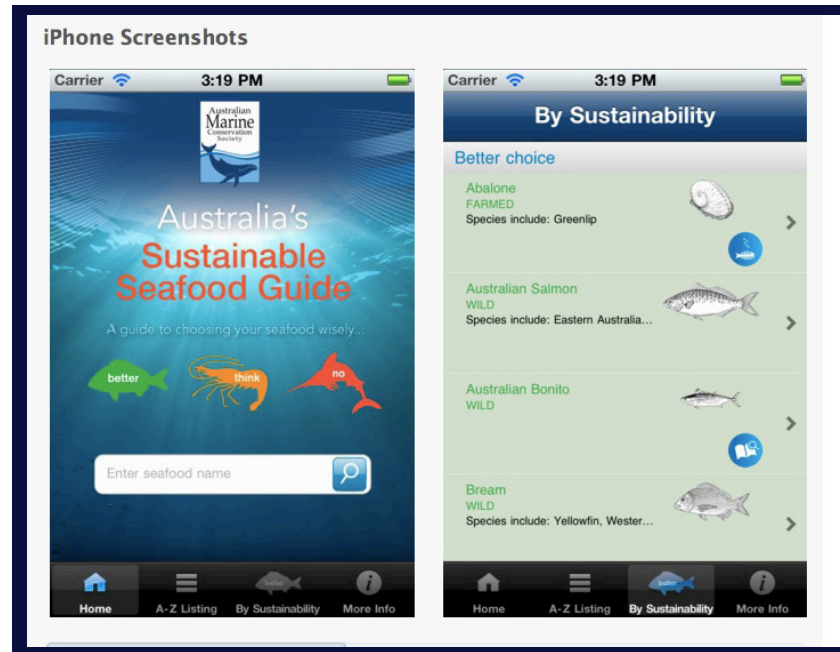 iPhone Screenshots
Carrier 3:19 PM
Australian
Marine
Conservation
Society
Australia's
Sustainable
Seafood Guide
A guide to choosing your seafood wisely...
better think no
Enter seafood name
Home A-Z Listing By Sustainability More Info
Carrier 3:19 PM
By Sustainability
Better choice
Abalone
FARMED
Species include: Greenlip
Australian Salmon
WILD
Species include: Eastern Australia...
Australian Bonito
WILD
Bream
WILD
Species include: Yellowfin, Wester...
better
Home A-Z Listing By Sustainability More Info